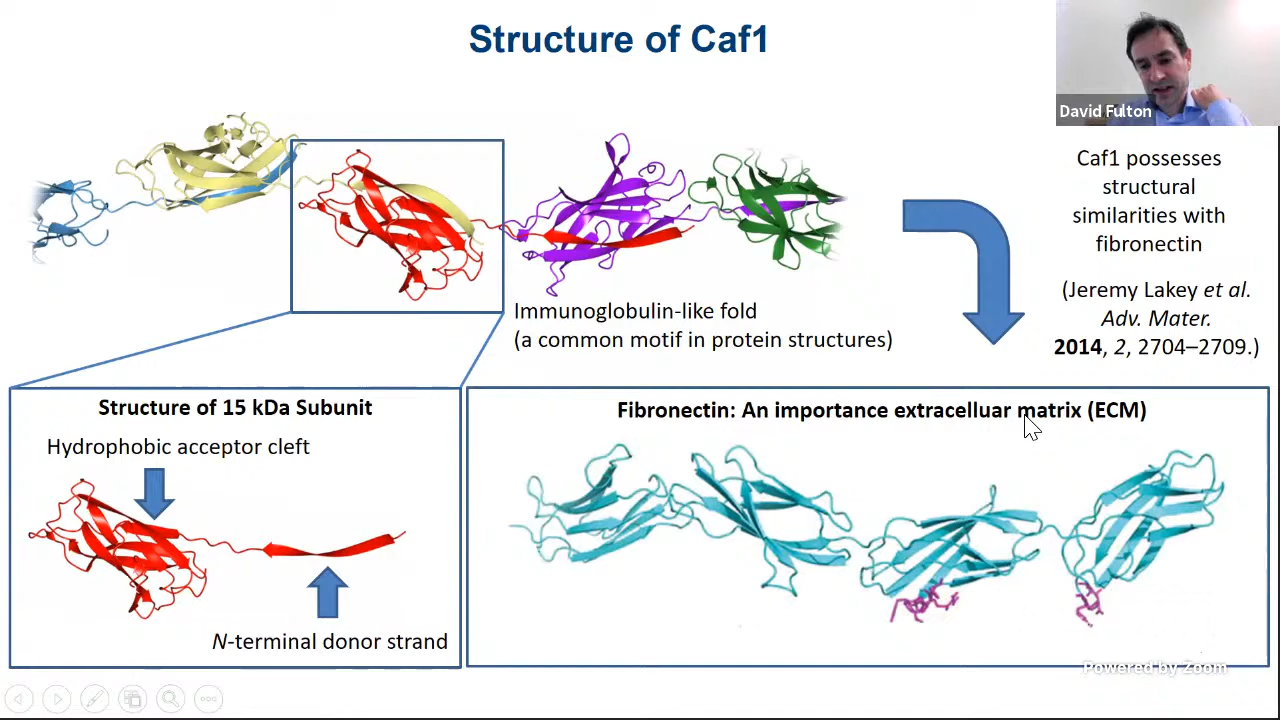 Structure of Caf1
David Fulton
Caf1 possesses
structural
similarities with
fibronectin
(Jeremy Lakey et al.
Adv. Mater.
2014, 2, 2704–2709.)
Immunoglobulin-like fold
(a common motif in protein structures)
Structure of 15 kDa Subunit
Hydrophobic acceptor cleft
N-terminal donor strand
Fibronectin: An importance extracelluar matrix (ECM)
Powered by Zoom